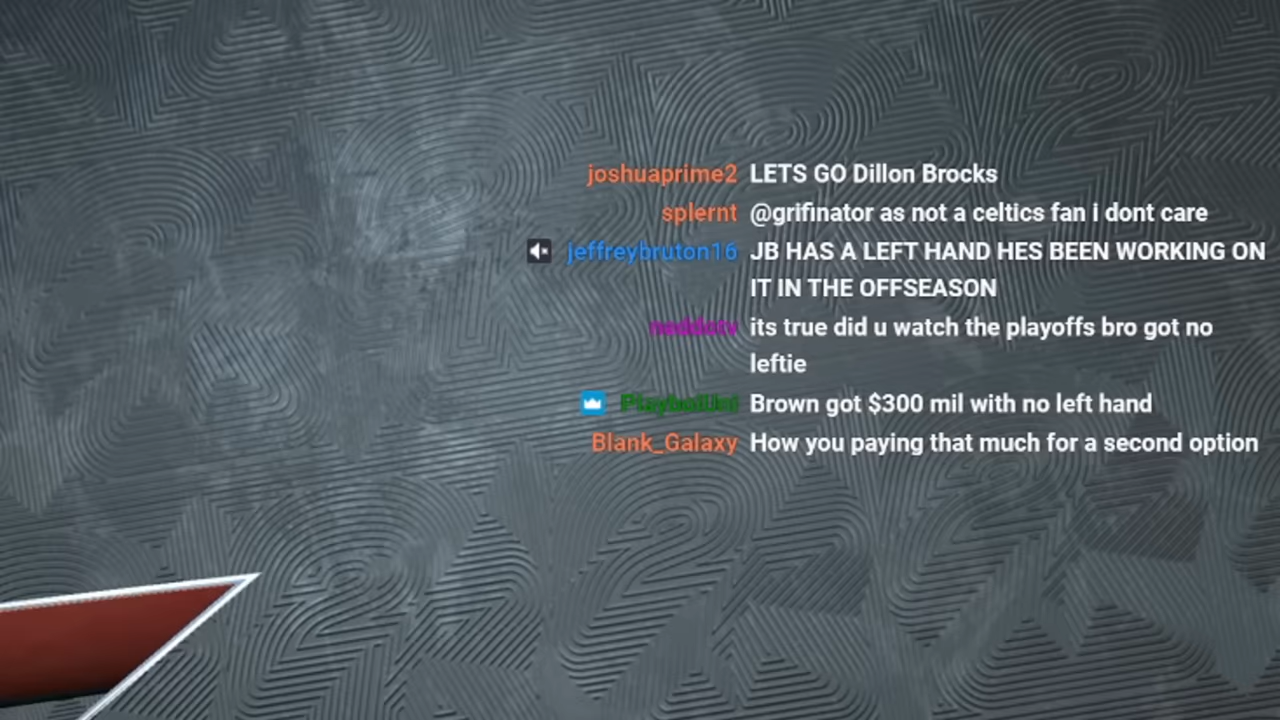 joshuaprime2 LETS GO Dillon Brocks
splernt @grifinator as not a celtics fan i dont care
jeffreybruton16 JB HAS A LEFT HAND HES BEEN WORKING ON
IT IN THE OFFSEASON
its true did u watch the playoffs bro got no
leftie
Brown got $300 mil with no left hand
Blank_Galaxy How you paying that much for a second option